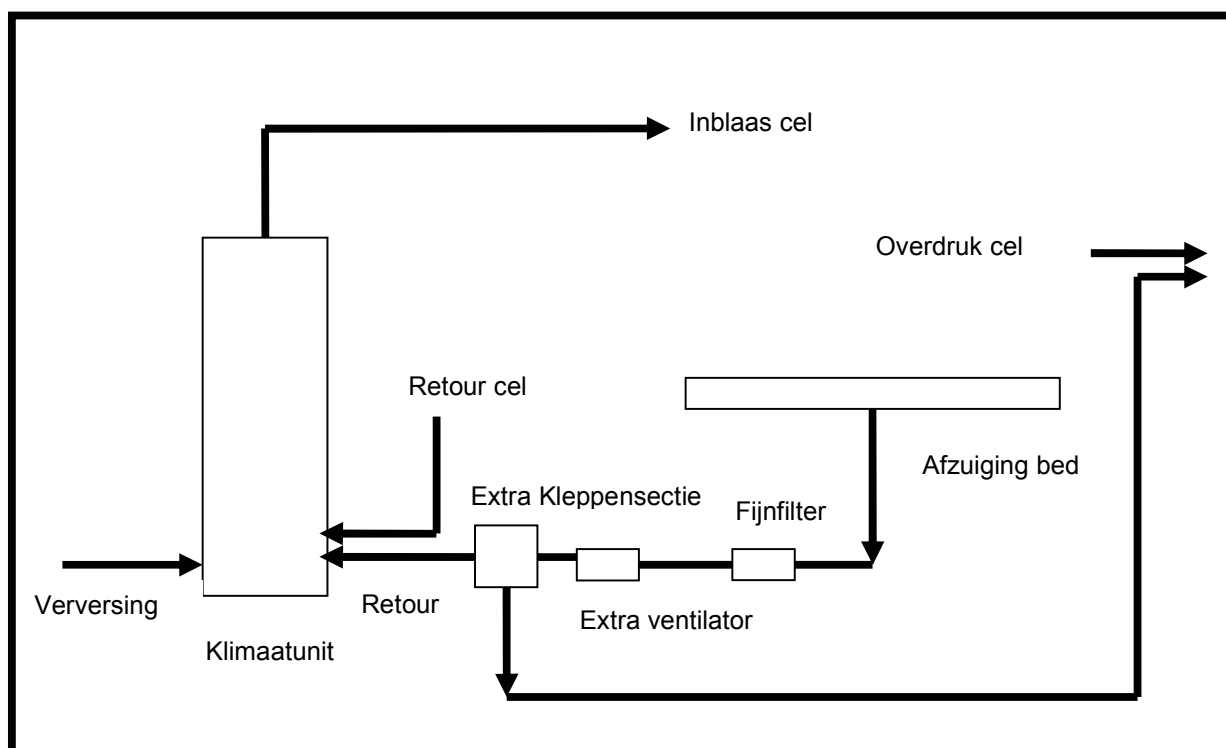 Inblaas cel
Overdruk cel
Retour cel
Afzuiging bed
Extra Kleppensectie
Fijnfilter
Verversing
Retour
Extra ventilator
Klimaatunit